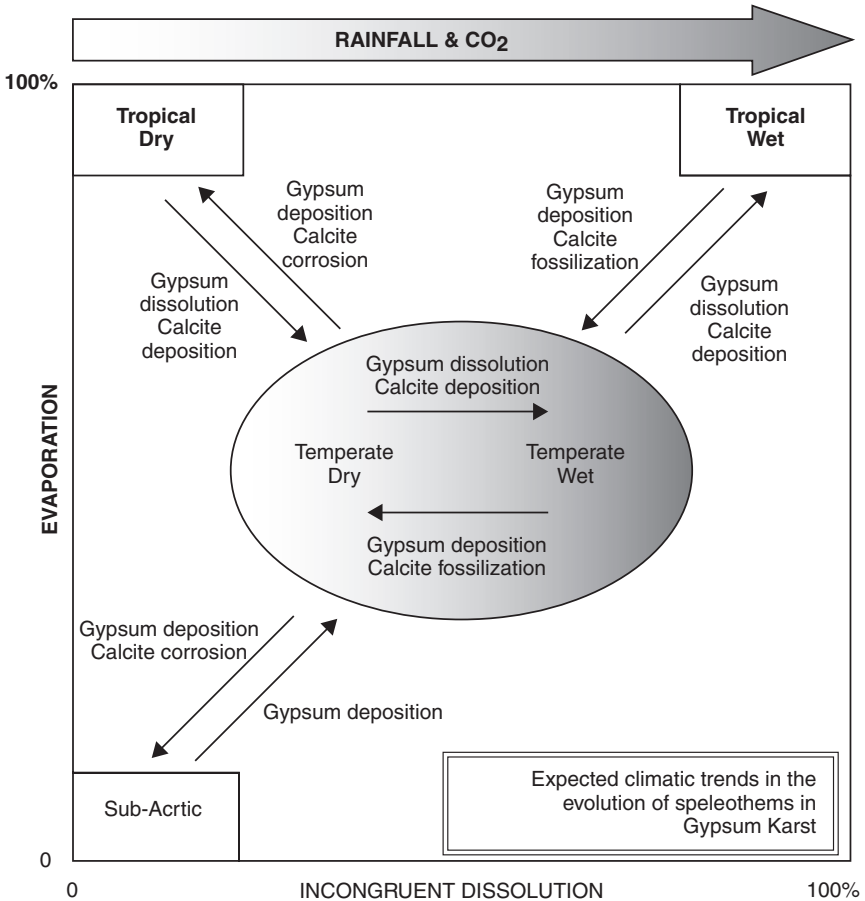 RAINFALL & CO2
100%
Tropical
Dry
Tropical
Wet
Gypsum
deposition
Calcite
corrosion
Gypsum
deposition
Calcite
fossilization
Gypsum
dissolution
Calcite
deposition
Gypsum
dissolution
Calcite
deposition
Gypsum dissolution
Calcite deposition
EVAPORATION
Temperate
Dry
Temperate
Wet
Gypsum deposition
Calcite fossilization
Gypsum deposition
Calcite corrosion
Gypsum deposition
Sub-Acrtic
Expected climatic trends in the
evolution of speleothems in
Gypsum Karst
0
0
INCONGRUENT DISSOLUTION
100%